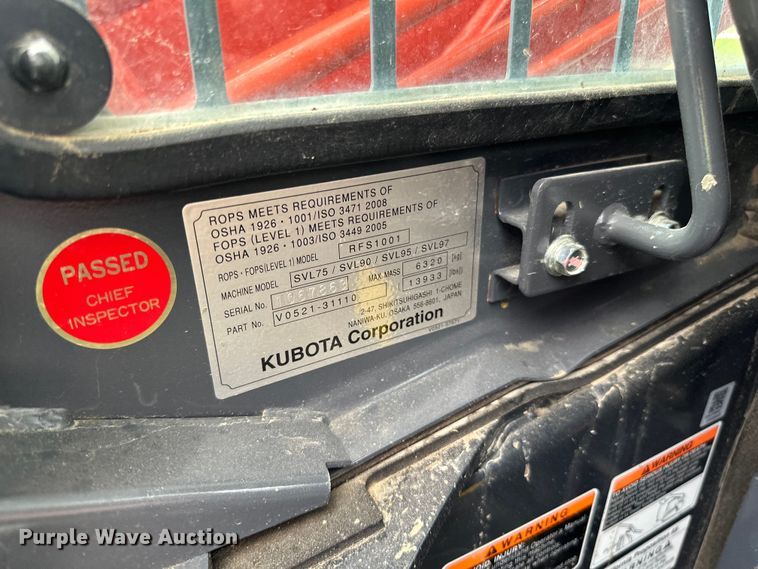 ROPS MEETS REQUIREMENTS OF
OSHA 1926・1001/ISO 3471 2008
FOPS (LEVEL 1) MEETS REQUIREMENTS OF
OSHA 1926・1003/ISO 3449 2005
ROPS・FOPS(LEVEL 1) MODEL RFS1001
MACHINE MODEL SVL75 / SVL90 / SVL95 / SVL97
SERIAL NO. MAX-MASS 6320 [kg]
PART No. V0521-31110 13933 [lbs]
2-47, SHIKITSUHIGASHI 1-CHOME
NANIWA-KU, OSAKA 556-8601, JAPAN
KUBOTA Corporation
PASSED
CHIEF
INSPECTOR
WARNING
WARNING
WARNING
AVOID INJURY:
Purple Wave Auction